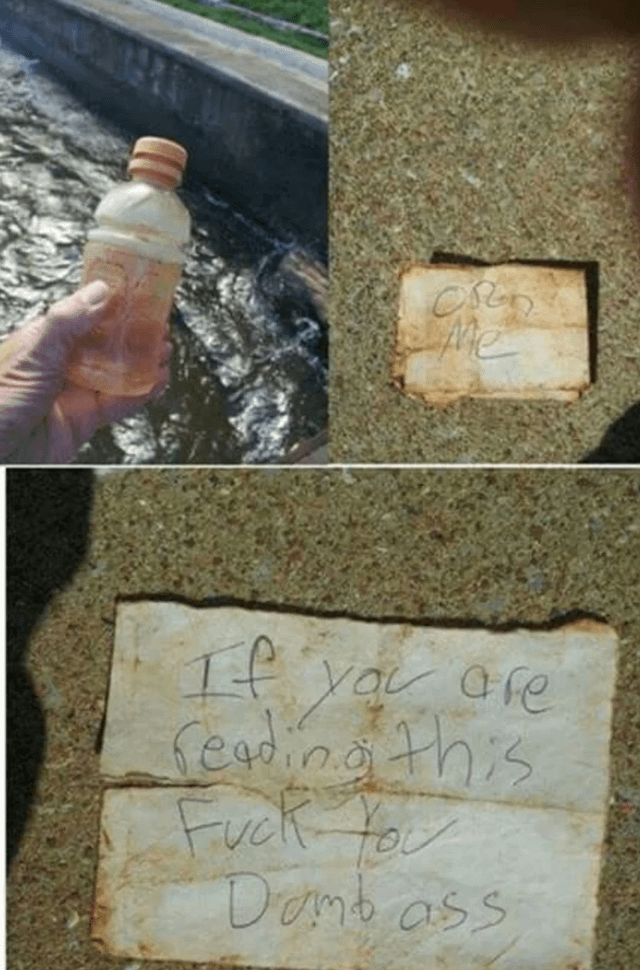 open
Me
If you are
reading this
Fuck You
Dumb ass